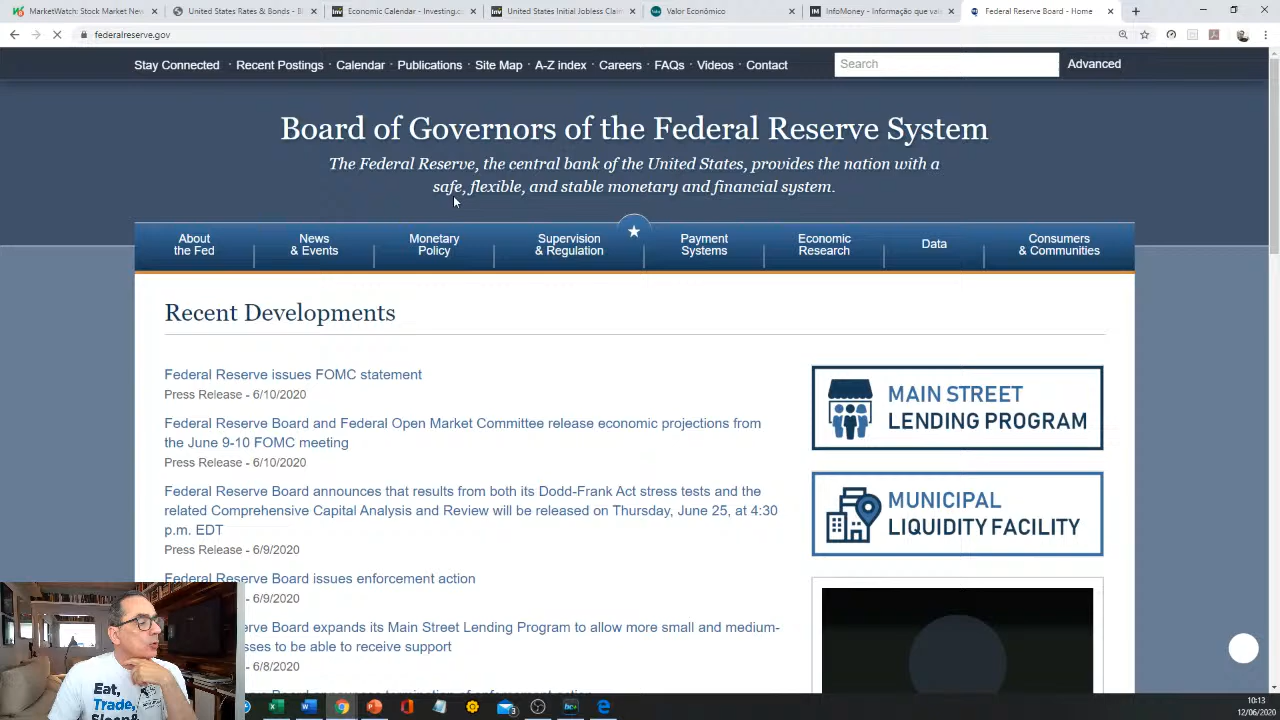 MarketWatch: Stock Market New
United States Rates & Bonds - Bl
Economic Calendar - Investing.co
United States Initial Jobless Claim
Valor Econômico
InfoMoney - Informação que val
Federal Reserve Board - Home
federalreserve.gov
Stay Connected
Recent Postings
Calendar
Publications
Site Map
A-Z index
Careers
FAQs
Videos
Contact
Search
Advanced
Board of Governors of the Federal Reserve System
The Federal Reserve, the central bank of the United States, provides the nation with a
safe, flexible, and stable monetary and financial system.
About
the Fed
News
& Events
Monetary
Policy
Supervision
& Regulation
Payment
Systems
Economic
Research
Data
Consumers
& Communities
Recent Developments
Federal Reserve issues FOMC statement
Press Release - 6/10/2020
Federal Reserve Board and Federal Open Market Committee release economic projections from
the June 9-10 FOMC meeting
Press Release - 6/10/2020
Federal Reserve Board announces that results from both its Dodd-Frank Act stress tests and the
related Comprehensive Capital Analysis and Review will be released on Thursday, June 25, at 4:30
p.m. EDT
Press Release - 6/9/2020
Federal Reserve Board issues enforcement action
- 6/9/2020
erve Board expands its Main Street Lending Program to allow more small and medium-
sses to be able to receive support
- 6/8/2020
MAIN STREET
LENDING PROGRAM
MUNICIPAL
LIQUIDITY FACILITY
Eat,
Trade,
10:13
12/06/2020